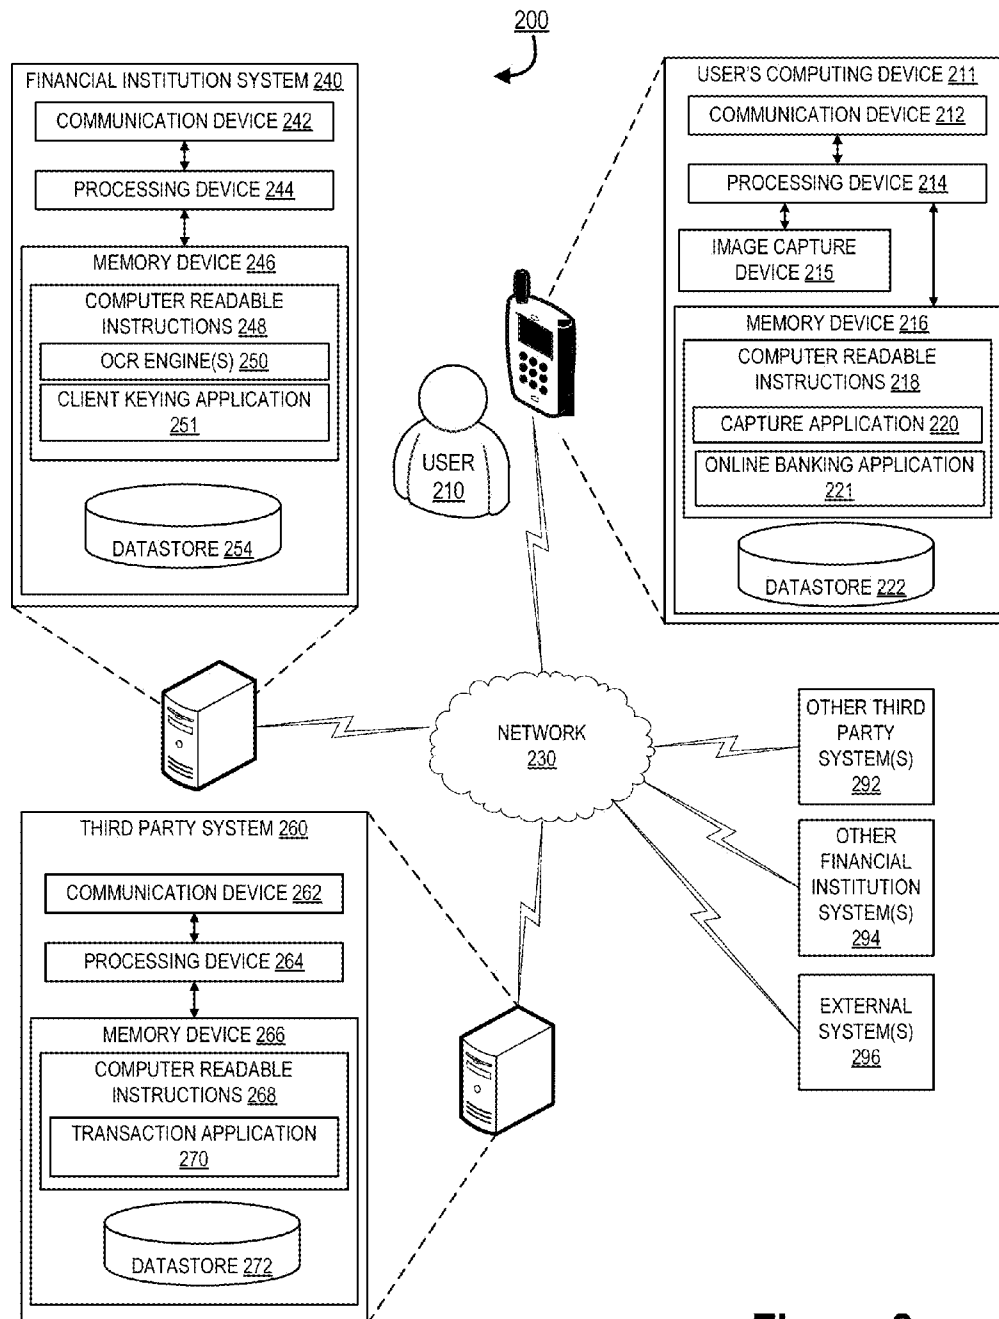 200
FINANCIAL INSTITUTION SYSTEM 240
COMMUNICATION DEVICE 242
PROCESSING DEVICE 244
MEMORY DEVICE 246
COMPUTER READABLE
INSTRUCTIONS 248
OCR ENGINE(S) 250
CLIENT KEYING APPLICATION
251
DATASTORE 254
USER'S COMPUTING DEVICE 211
COMMUNICATION DEVICE 212
PROCESSING DEVICE 214
IMAGE CAPTURE
DEVICE 215
MEMORY DEVICE 216
COMPUTER READABLE
INSTRUCTIONS 218
CAPTURE APPLICATION 220
ONLINE BANKING APPLICATION
221
DATASTORE 222
USER
210
NETWORK
230
OTHER THIRD
PARTY
SYSTEM(S)
292
OTHER
FINANCIAL
INSTITUTION
SYSTEM(S)
294
EXTERNAL
SYSTEM(S)
296
THIRD PARTY SYSTEM 260
COMMUNICATION DEVICE 262
PROCESSING DEVICE 264
MEMORY DEVICE 266
COMPUTER READABLE
INSTRUCTIONS 268
TRANSACTION APPLICATION
270
DATASTORE 272